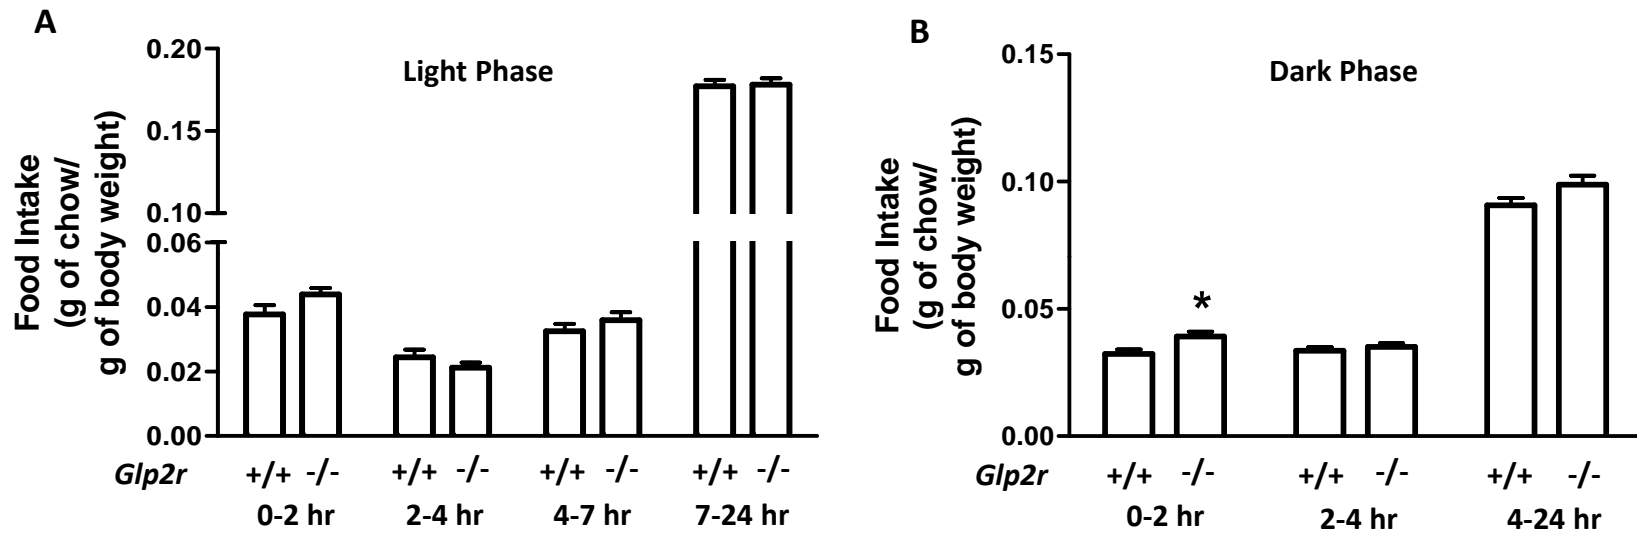 A
Light Phase
Food Intake
(g of chow/
g of body weight)
0.20
0.15
0.10
0.06
0.04
0.02
0.00
Glp2r +/+ -/- +/+ -/- +/+ -/- +/+ -/-
0-2 hr 2-4 hr 4-7 hr 7-24 hr
B
Dark Phase
Food Intake
(g of chow/
g of body weight)
0.15
0.10
0.05
0.00
*
Glp2r +/+ -/- +/+ -/- +/+ -/-
0-2 hr 2-4 hr 4-24 hr